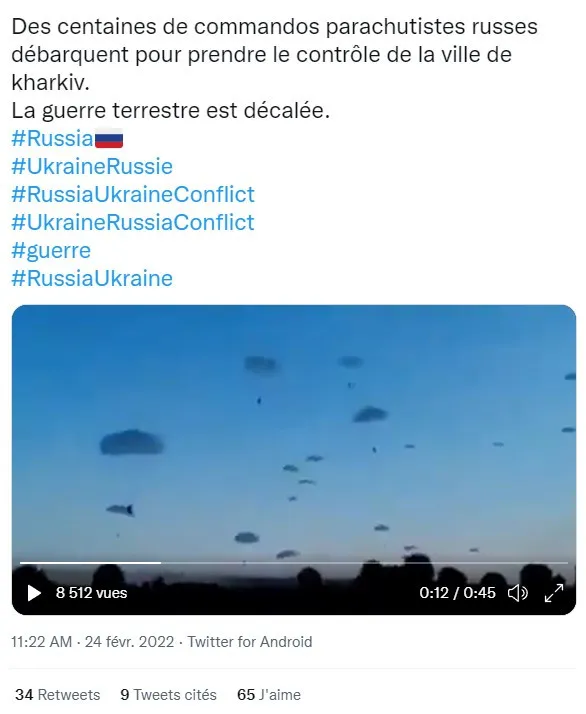 Des centaines de commandos parachutistes russes
débarquent pour prendre le contrôle de la ville de
kharkiv.
La guerre terrestre est décalée.
#Russia🇷🇺
#UkraineRussie
#RussiaUkraineConflict
#UkraineRussiaConflict
#guerre
#RussiaUkraine
8 512 vues
0:12 / 0:45
11:22 AM · 24 févr. 2022 · Twitter for Android
34 Retweets 9 Tweets cités 65 J'aime